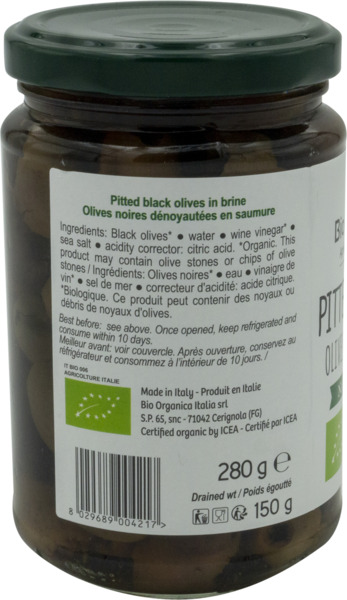 Pitted black olives in brine
Olives noires dénoyautées en saumure
Ingredients: Black olives* ● water ● wine vinegar* ●
sea salt ● acidity corrector: citric acid. *Organic. This
product may contain olive stones or chips of olive
stones / Ingrédients: Olives noires* ● eau ● vinaigre de
vin* ● sel de mer ● correcteur d'acidité: acide citrique.
*Biologique. Ce produit peut contenir des noyaux ou
débris de noyaux d'olives.
Best before: see above. Once opened, keep refrigerated and
consume within 10 days.
Meilleur avant: voir couvercle. Après ouverture, conservez au
réfrigérateur et consommez à l'intérieur de 10 jours. /
IT BIO 006
AGRICOLTURE ITALIE
Made in Italy - Produit en Italie
Bio Organica Italia srl
S.P. 65, snc - 71042 Cerignola (FG)
Certified organic by ICEA - Certifié par ICEA
280 g e
Drained wt / Poids égoutté
150 g
8 029689 004217 >
PITT